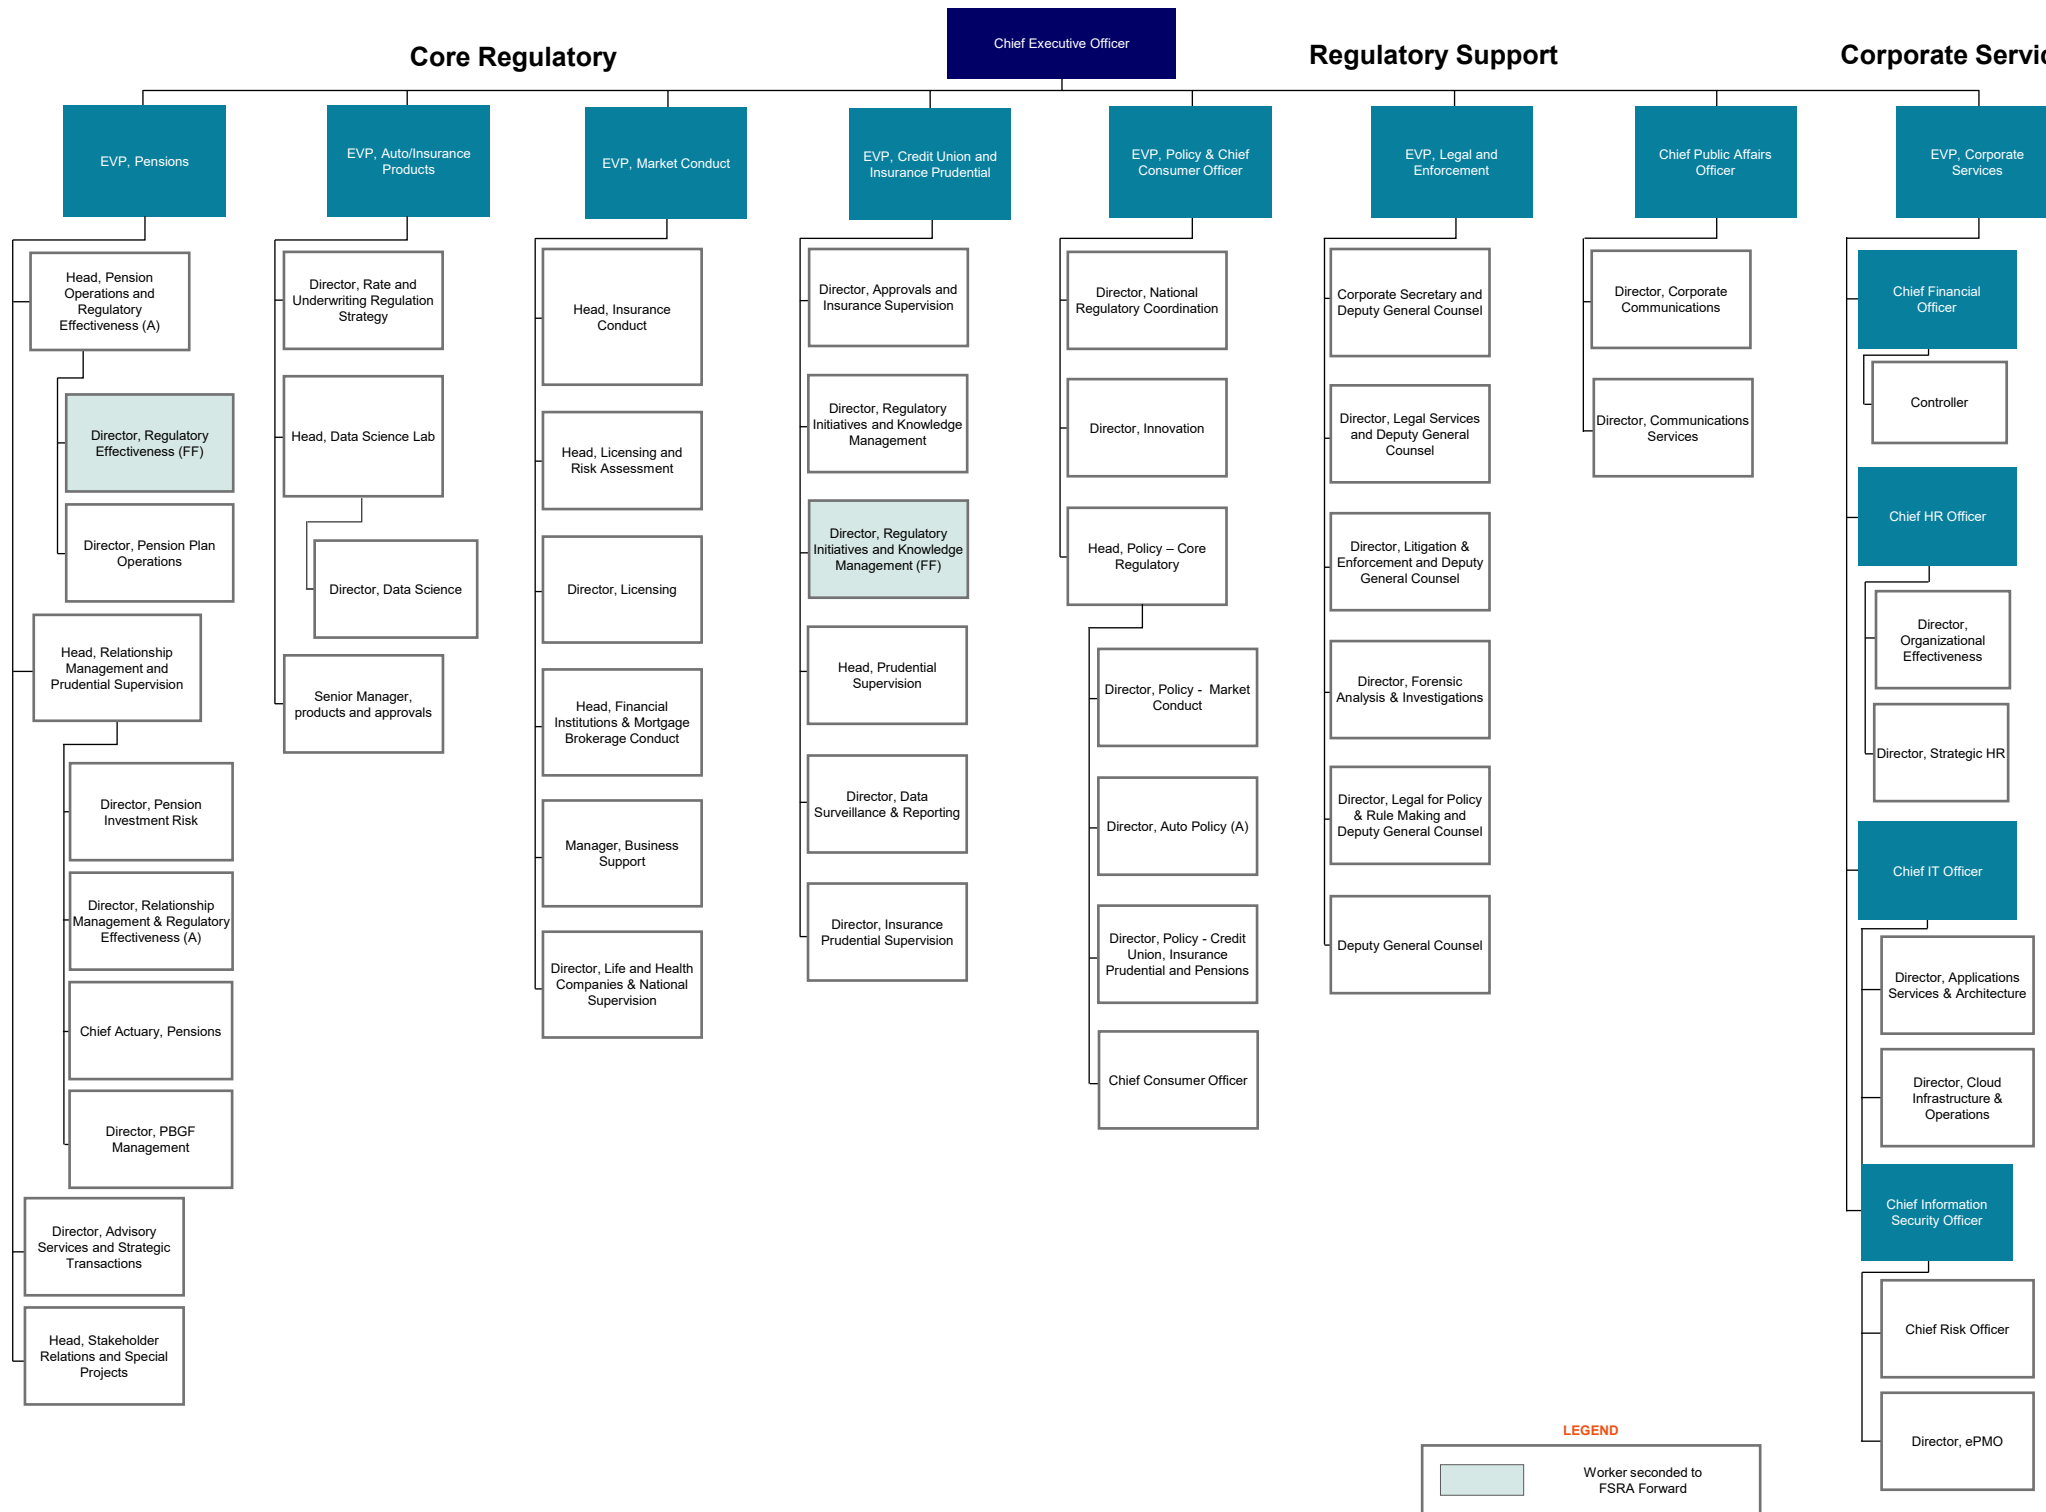 Chief Executive Officer
Core Regulatory
Regulatory Support
Corporate Servic
EVP, Pensions
EVP, Auto/Insurance
Products
EVP, Market Conduct
EVP, Credit Union and
Insurance Prudential
EVP, Policy & Chief
Consumer Officer
EVP, Legal and
Enforcement
Chief Public Affairs
Officer
EVP, Corporate
Services
Head, Pension
Operations and
Regulatory
Effectiveness (A)
Director, Regulatory
Effectiveness (FF)
Director, Pension Plan
Operations
Head, Relationship
Management and
Prudential Supervision
Director, Pension
Investment Risk
Director, Relationship
Management & Regulatory
Effectiveness (A)
Chief Actuary, Pensions
Director, PBGF
Management
Director, Advisory
Services and Strategic
Transactions
Head, Stakeholder
Relations and Special
Projects
Director, Rate and
Underwriting Regulation
Strategy
Head, Data Science Lab
Director, Data Science
Senior Manager,
products and approvals
Head, Insurance
Conduct
Head, Licensing and
Risk Assessment
Director, Licensing
Head, Financial
Institutions & Mortgage
Brokerage Conduct
Manager, Business
Support
Director, Life and Health
Companies & National
Supervision
Director, Approvals and
Insurance Supervision
Director, Regulatory
Initiatives and Knowledge
Management
Director, Regulatory
Initiatives and Knowledge
Management (FF)
Head, Prudential
Supervision
Director, Data
Surveillance & Reporting
Director, Insurance
Prudential Supervision
Director, National
Regulatory Coordination
Director, Innovation
Head, Policy – Core
Regulatory
Director, Policy - Market
Conduct
Director, Auto Policy (A)
Director, Policy - Credit
Union, Insurance
Prudential and Pensions
Chief Consumer Officer
Corporate Secretary and
Deputy General Counsel
Director, Legal Services
and Deputy General
Counsel
Director, Litigation &
Enforcement and Deputy
General Counsel
Director, Forensic
Analysis & Investigations
Director, Legal for Policy
& Rule Making and
Deputy General Counsel
Deputy General Counsel
Director, Corporate
Communications
Director, Communications
Services
Chief Financial
Officer
Controller
Chief HR Officer
Director,
Organizational
Effectiveness
Director, Strategic HR
Chief IT Officer
Director, Applications
Services & Architecture
Director, Cloud
Infrastructure &
Operations
Chief Information
Security Officer
Chief Risk Officer
Director, ePMO
LEGEND
Worker seconded to
FSRA Forward